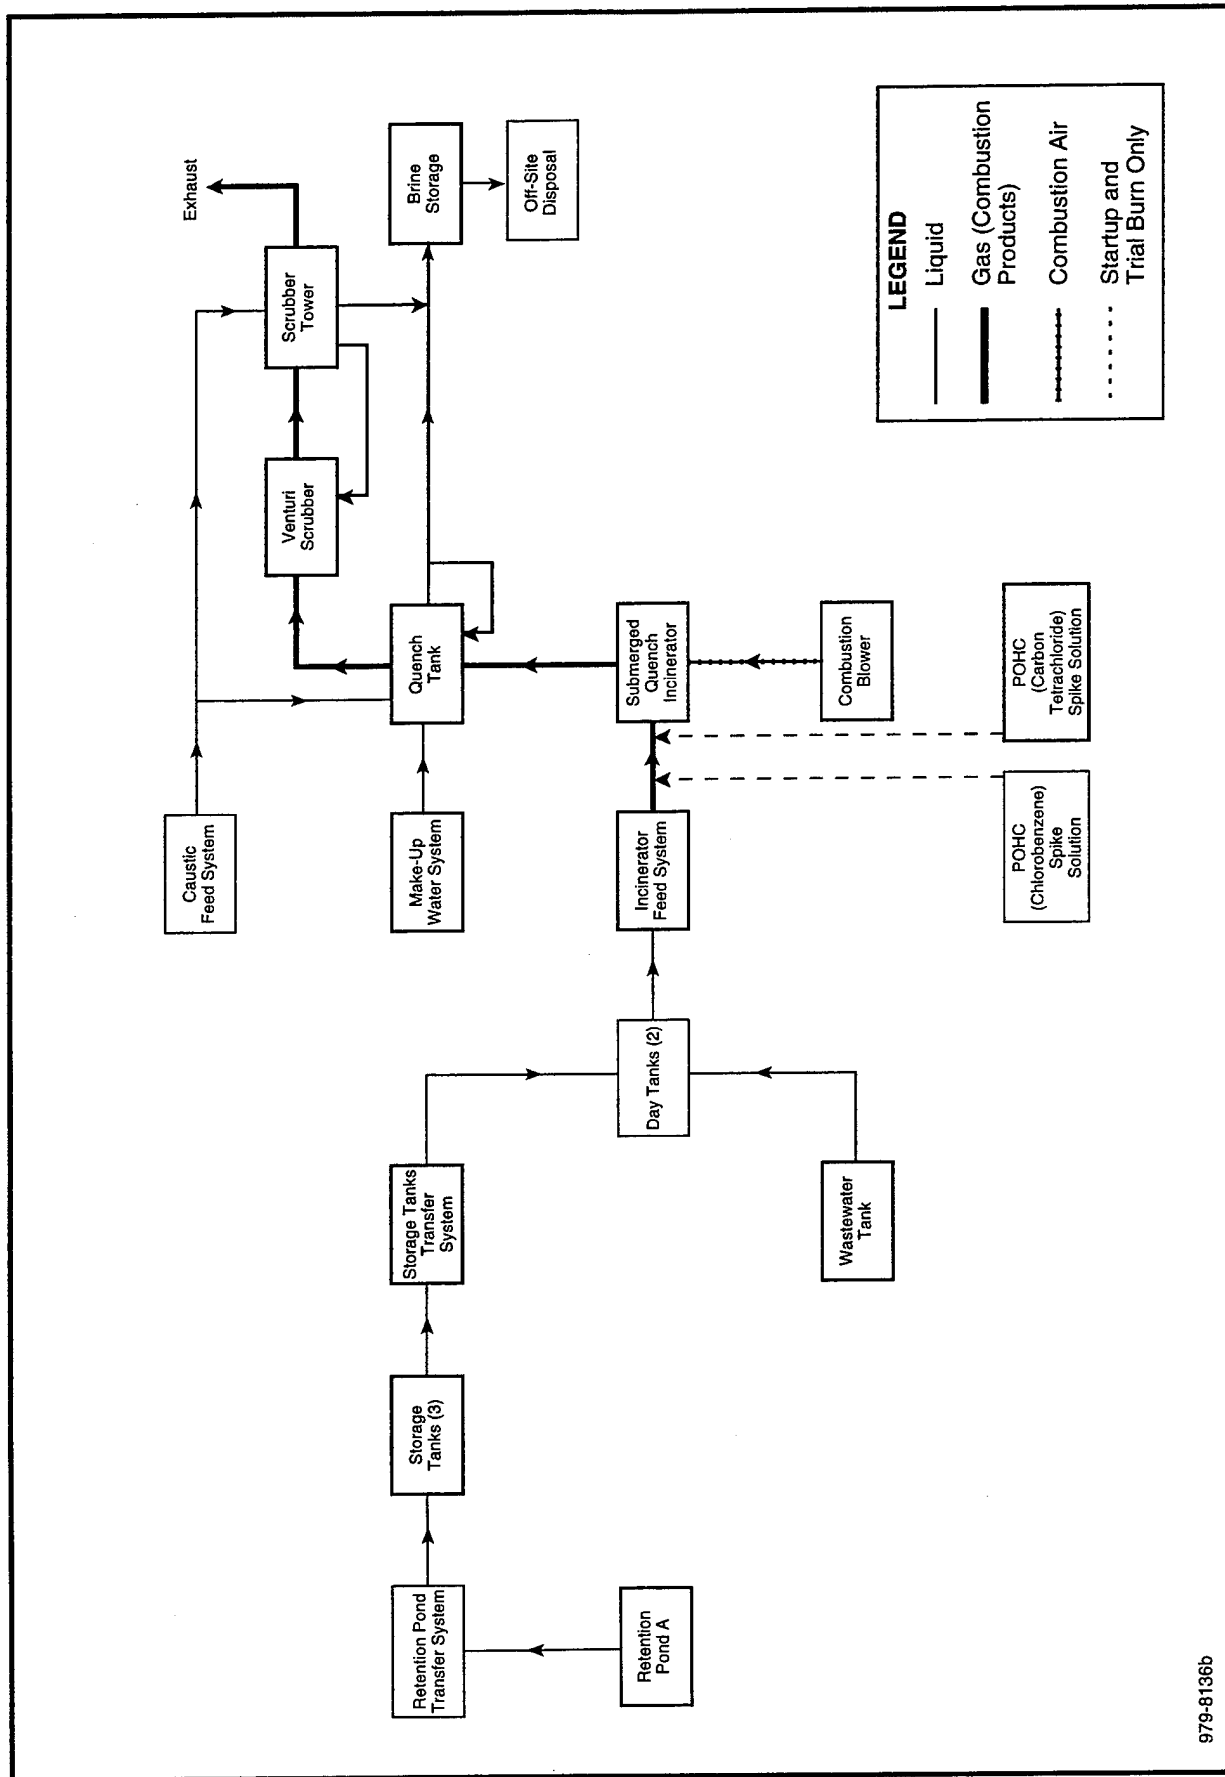 Exhaust
Caustic
Feed System
Venturi
Scrubber
Scrubber
Tower
Retention Pond
Transfer System
Storage
Tanks (3)
Storage Tanks
Transfer
System
Make-Up
Water System
Quench
Tank
Brine
Storage
Off-Site
Disposal
Retention
Pond A
Day Tanks (2)
Incinerator
Feed System
Submerged
Quench
Incinerator
Wastewater
Tank
Combustion
Blower
POHC
(Chlorobenzene)
Spike
Solution
POHC
(Carbon
Tetrachloride)
Spike Solution
LEGEND
Liquid
Gas (Combustion
Products)
Combustion Air
Startup and
Trial Burn Only
979-8136b